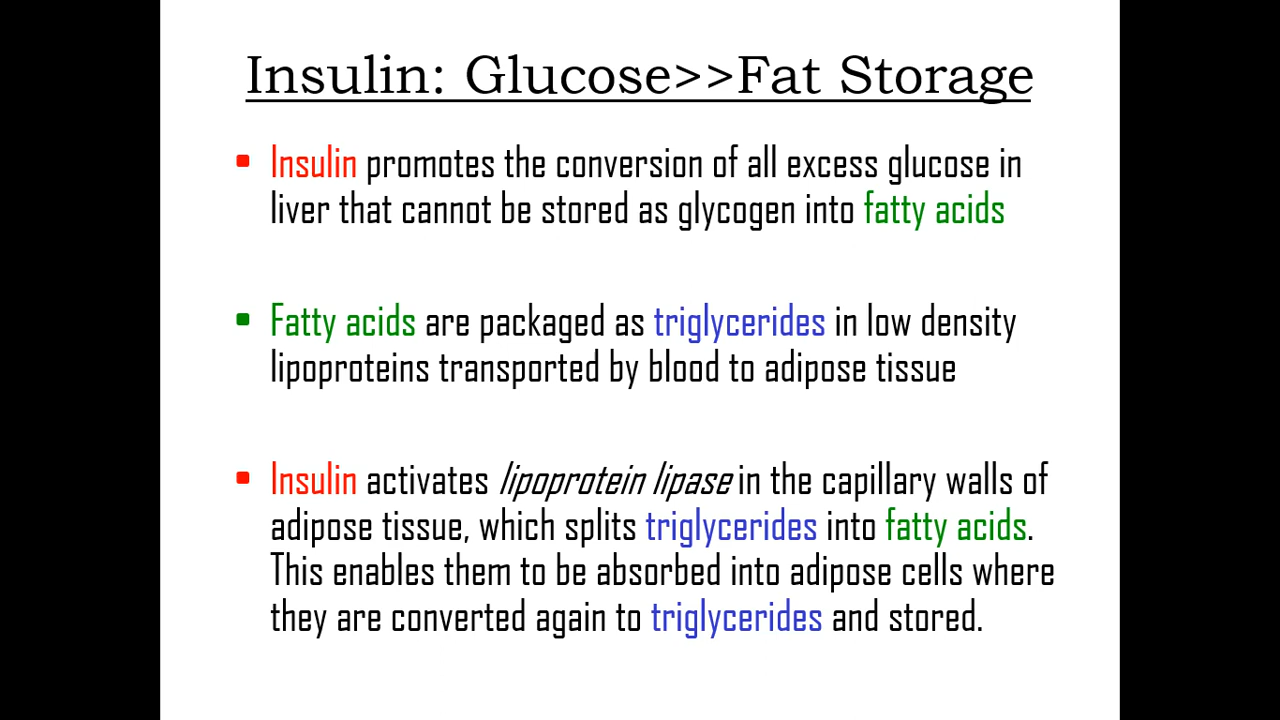 Insulin: Glucose>>Fat Storage
▪ Insulin promotes the conversion of all excess glucose in
liver that cannot be stored as glycogen into fatty acids
▪ Fatty acids are packaged as triglycerides in low density
lipoproteins transported by blood to adipose tissue
▪ Insulin activates lipoprotein lipase in the capillary walls of
adipose tissue, which splits triglycerides into fatty acids.
This enables them to be absorbed into adipose cells where
they are converted again to triglycerides and stored.